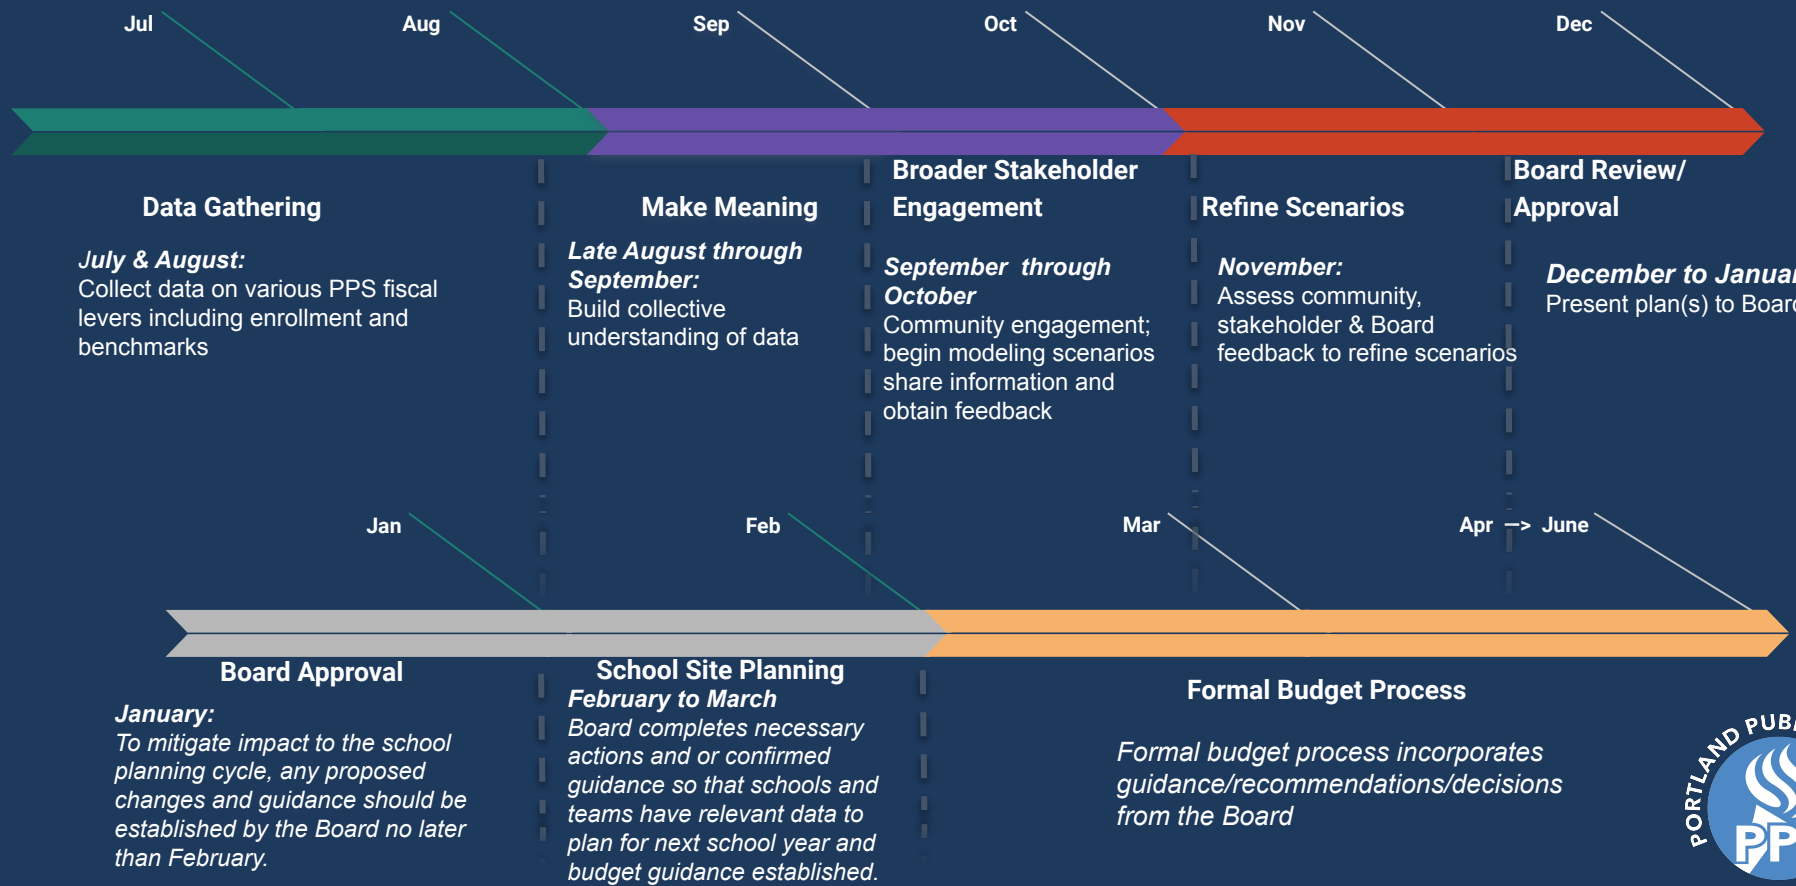 Jul
Aug
Sep
Oct
Nov
Dec
Data Gathering
July & August:
Collect data on various PPS fiscal
levers including enrollment and
benchmarks
Make Meaning
Late August through
September:
Build collective
understanding of data
Broader Stakeholder
Engagement
September through
October
Community engagement;
begin modeling scenarios
share information and
obtain feedback
Refine Scenarios
November:
Assess community,
stakeholder & Board
feedback to refine scenarios
Board Review/
Approval
December to Januar
Present plan(s) to Board
Jan
Feb
Mar
Apr —> June
Board Approval
January:
To mitigate impact to the school
planning cycle, any proposed
changes and guidance should be
established by the Board no later
than February.
School Site Planning
February to March
Board completes necessary
actions and or confirmed
guidance so that schools and
teams have relevant data to
plan for next school year and
budget guidance established.
Formal Budget Process
Formal budget process incorporates
guidance/recommendations/decisions
from the Board
PORTLAND PUB
PP